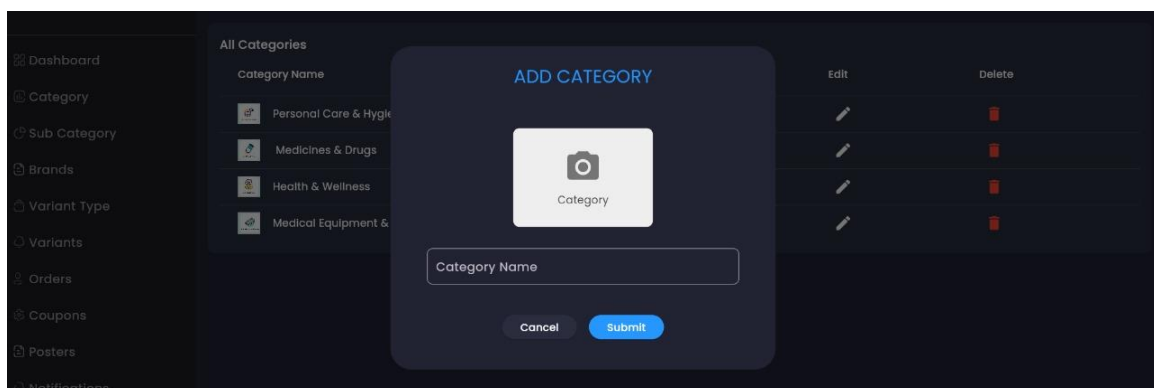 Dashboard
Category
Sub Category
Brands
Variant Type
Variants
Orders
Coupons
Posters
Notifications
All Categories
Category Name
Edit
Delete
Personal Care & Hygie
Medicines & Drugs
Health & Wellness
Medical Equipment &
ADD CATEGORY
Category
Category Name
Cancel
Submit